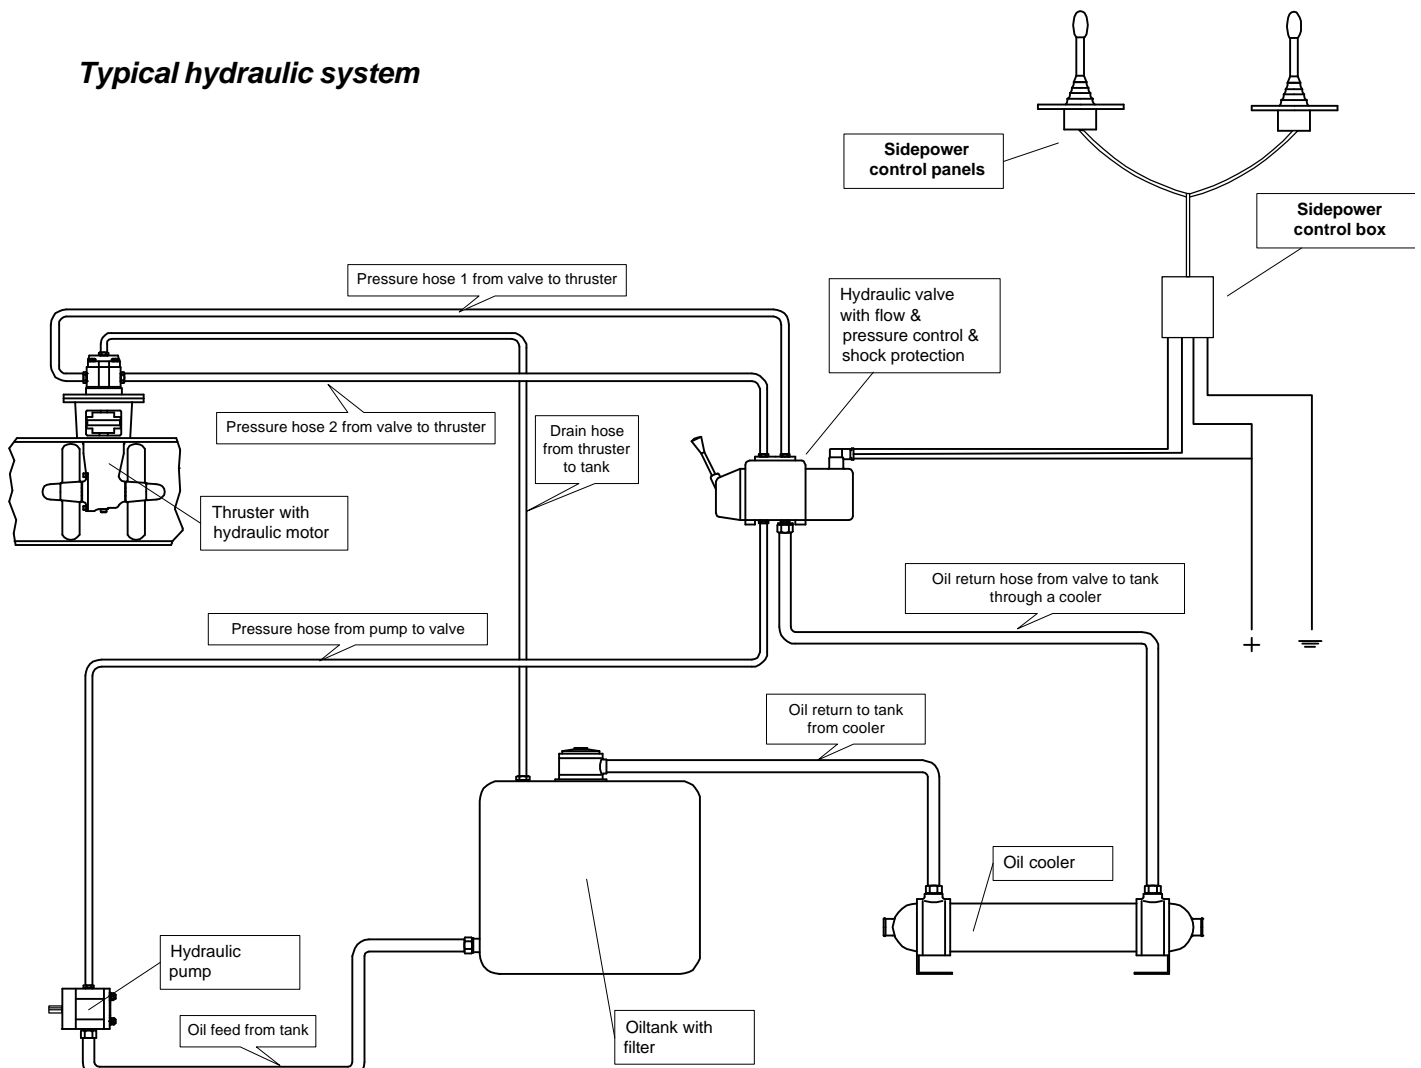 Typical hydraulic system
Sidepower
control panels
Sidepower
control box
Pressure hose 1 from valve to thruster
Hydraulic valve
with flow &
pressure control &
shock protection
Pressure hose 2 from valve to thruster
Drain hose
from thruster
to tank
Thruster with
hydraulic motor
Oil return hose from valve to tank
through a cooler
Pressure hose from pump to valve
+
Oil return to tank
from cooler
Oil cooler
Hydraulic
pump
Oil feed from tank
Oiltank with
filter